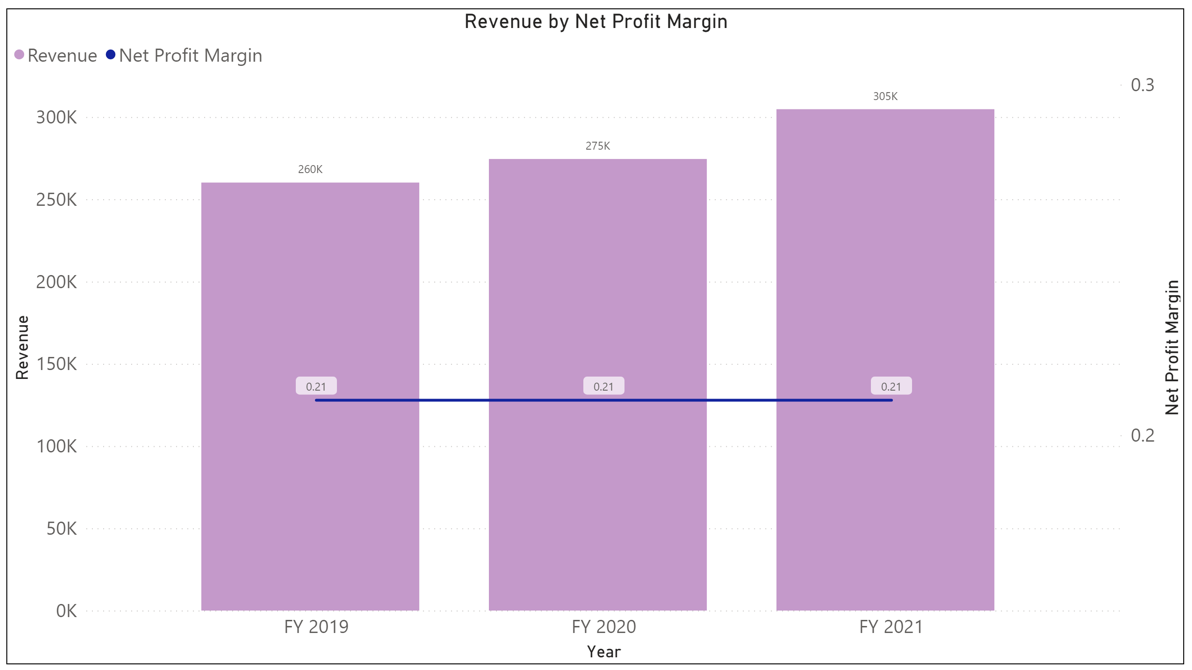 Revenue by Net Profit Margin
Revenue Net Profit Margin
0.3
305K
300K
275K
260K
250K
200K
Revenue
Net Profit Margin
150K
0.21 0.21 0.21
0.2
100K
50K
0K
FY 2019 FY 2020 FY 2021
Year